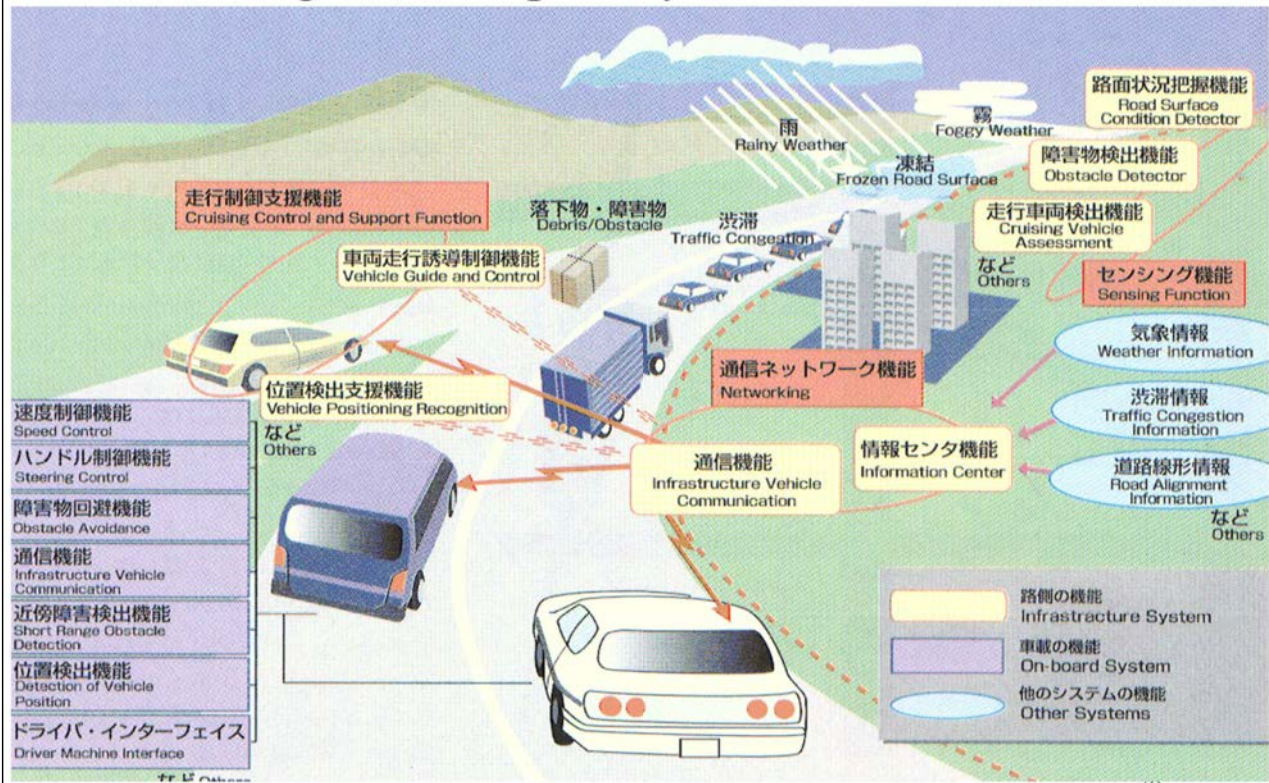 路面状況把握機能
Road Surface
Condition Detector
霧
Foggy Weather
雨
Rainy Weather
障害物検出機能
Obstacle Detector
凍結
Frozen Road Surface
走行制御支援機能
Cruising Control and Support Function
落下物・障害物
Debris/Obstacle
渋滞
Traffic Congestion
走行車両検出機能
Cruising Vehicle
Assessment
車両走行誘導制御機能
Vehicle Guide and Control
など
Others
センシング機能
Sensing Function
気象情報
Weather Information
通信ネットワーク機能
Networking
位置検出支援機能
Vehicle Positioning Recognition
渋滞情報
Traffic Congestion
Information
速度制御機能
Speed Control
など
Others
ハンドル制御機能
Steering Control
通信機能
Infrastructure Vehicle
Communication
情報センタ機能
Information Center
道路線形情報
Road Alignment
Information
障害物回避機能
Obstacle Avoidance
など
Others
通信機能
Infrastructure Vehicle
Communication
近傍障害検出機能
Short Range Obstacle
Detection
位置検出機能
Detection of Vehicle
Position
ドライバ・インターフェイス
Driver Machine Interface
など Others
路側の機能
Infrastracture System
車載の機能
On-board System
他のシステムの機能
Other Systems